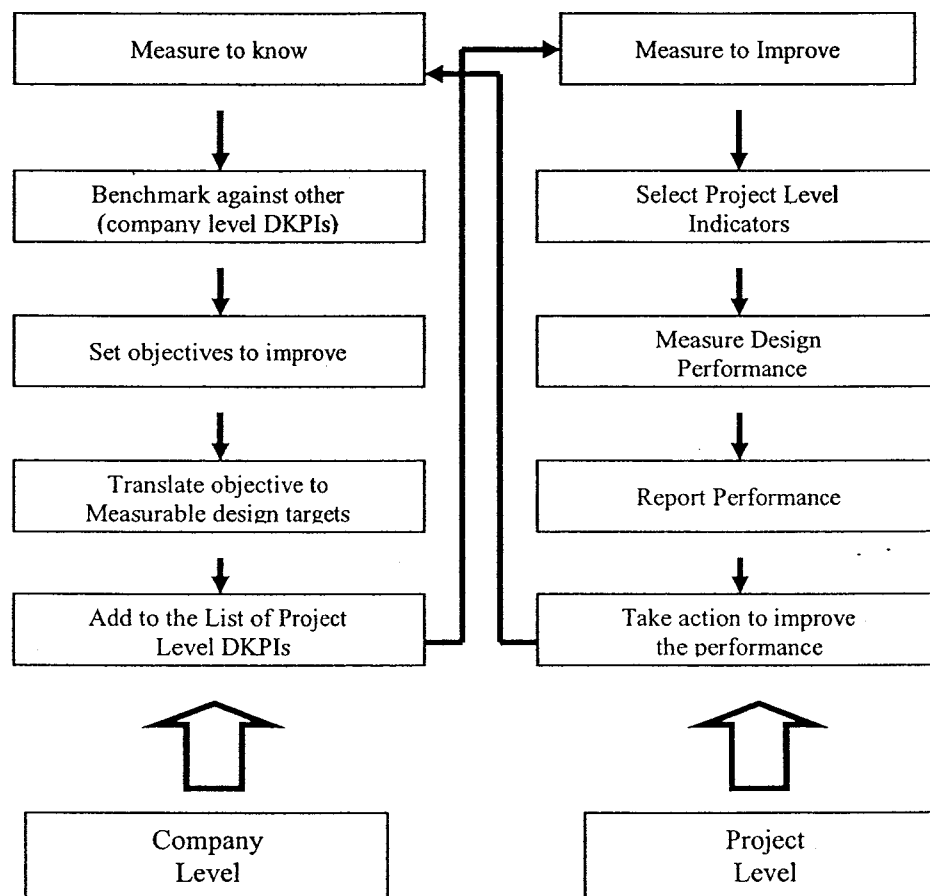 Measure to know
Measure to Improve
Benchmark against other
(company level DKPIs)
Select Project Level
Indicators
Set objectives to improve
Measure Design
Performance
Translate objective to
Measurable design targets
Report Performance
Add to the List of Project
Level DKPIs
Take action to improve
the performance
Company
Level
Project
Level